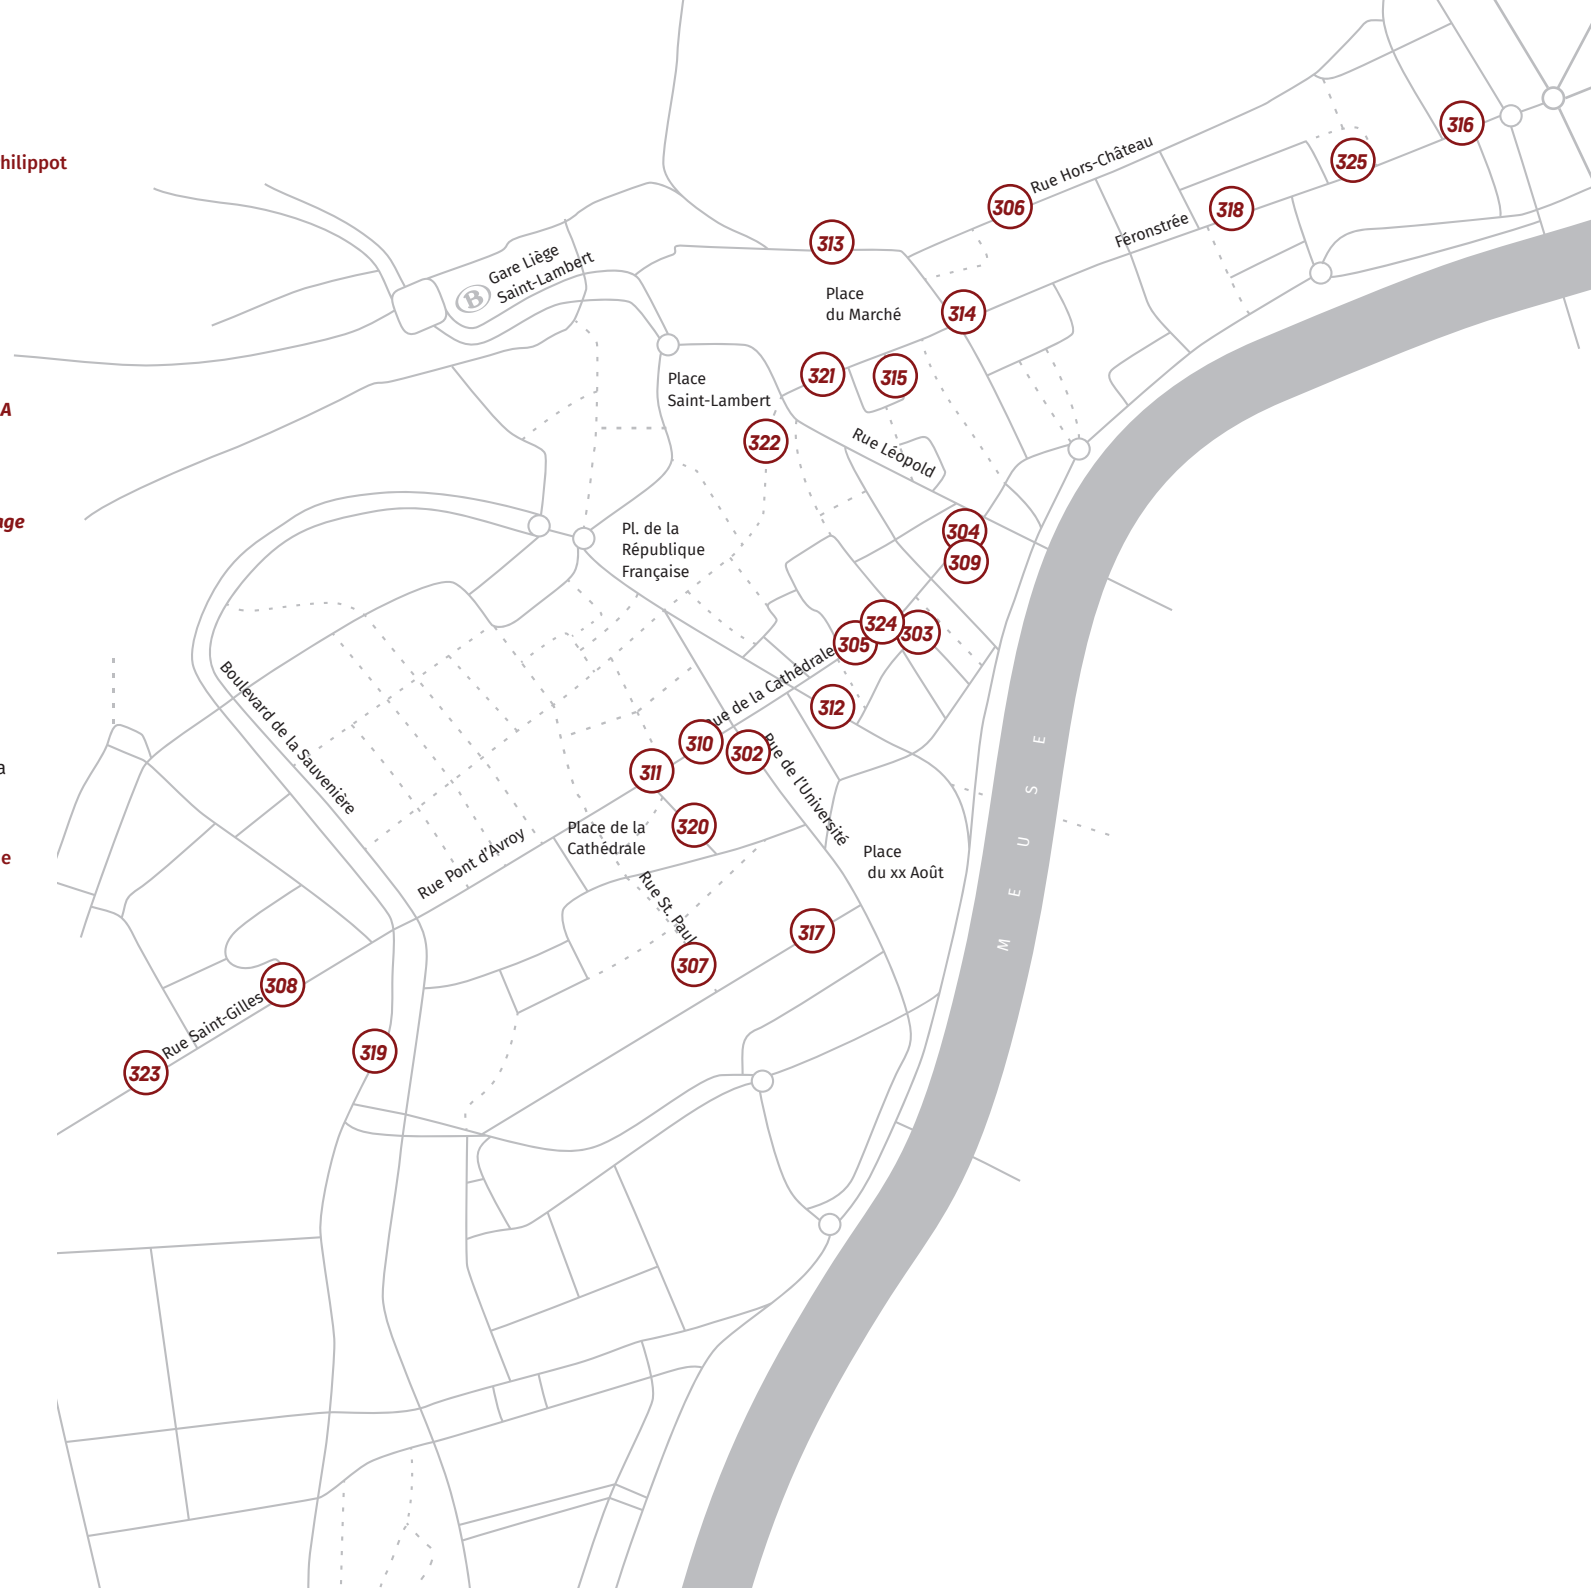 hilippot
A
age
a
e
316
325
Rue Hors-Château
306
318
Féronstrée
313
Gare Liège
Saint-Lambert
B
Place
du Marché
314
321
315
Place
Saint-Lambert
322
Rue Léopold
304
309
Pl. de la
République
Française
324
303
305
Rue de la Cathédrale
312
Boulevard de la Sauvenière
310
302
311
Rue de l'Université
320
Place de la
Cathédrale
Rue Pont d'Avroy
Place
du xx Août
Rue St. Paul
317
307
308
Rue Saint-Gilles
319
323
MEUSE